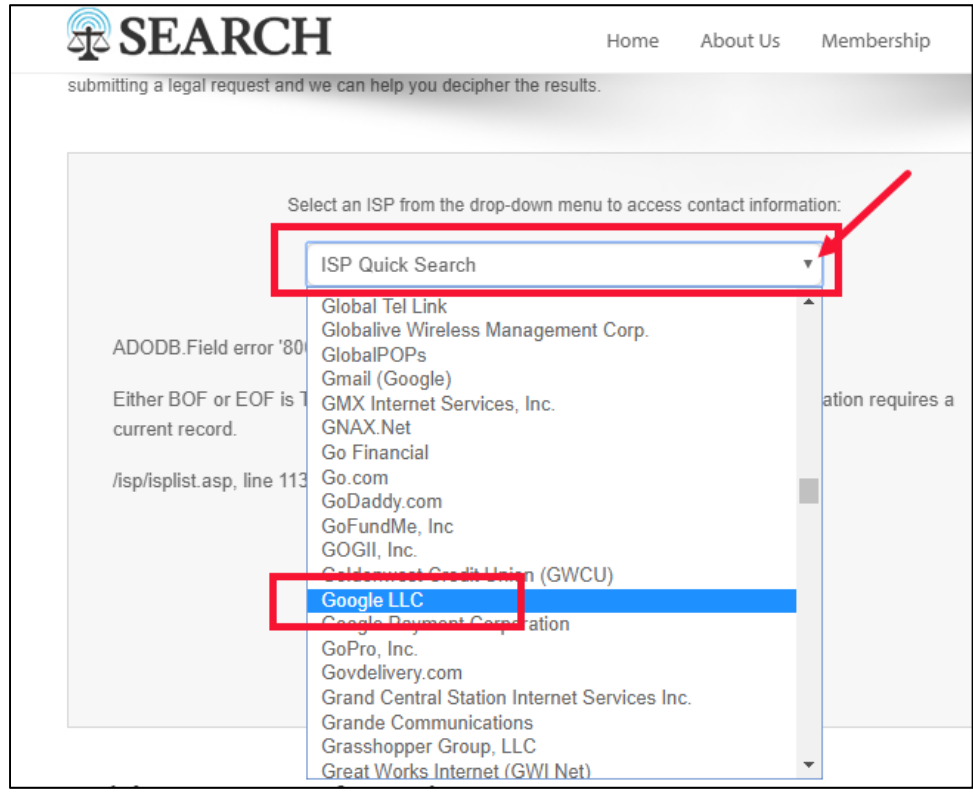 SEARCH
Home About Us Membership
submitting a legal request and we can help you decipher the results.
Select an ISP from the drop-down menu to access contact information:
ISP Quick Search
Global Tel Link
Globalive Wireless Management Corp.
GlobalPOPs
Gmail (Google)
GMX Internet Services, Inc.
GNAX.Net
Go Financial
Go.com
GoDaddy.com
GoFundMe, Inc
GOGII, Inc.
Goldenwest Credit Union (GWCU)
Google LLC
Google Payment Corporation
GoPro, Inc.
Govdelivery.com
Grand Central Station Internet Services Inc.
Grande Communications
Grasshopper Group, LLC
Great Works Internet (GWI Net)
ADODB.Field error '80
Either BOF or EOF is ation requires a
current record.
/isp/isplist.asp, line 113